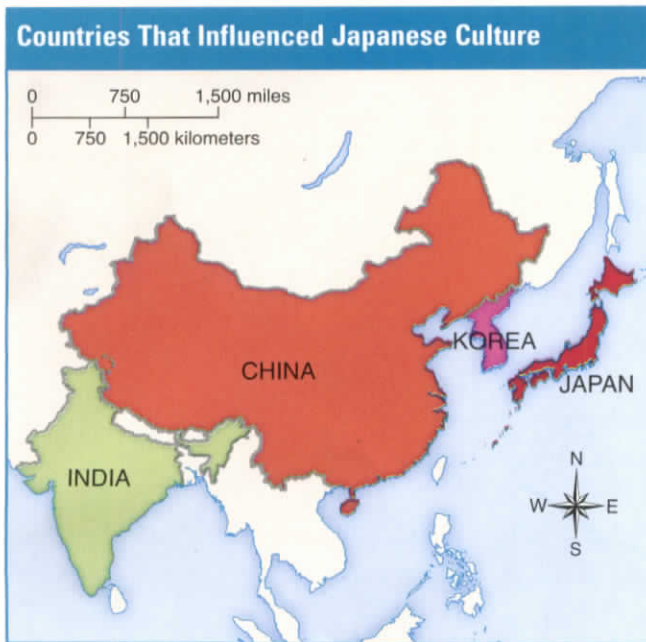 Countries That Influenced Japanese Culture
0 750 1,500 miles
0 750 1,500 kilometers
CHINA
KOREA
JAPAN
INDIA
N
W E
S